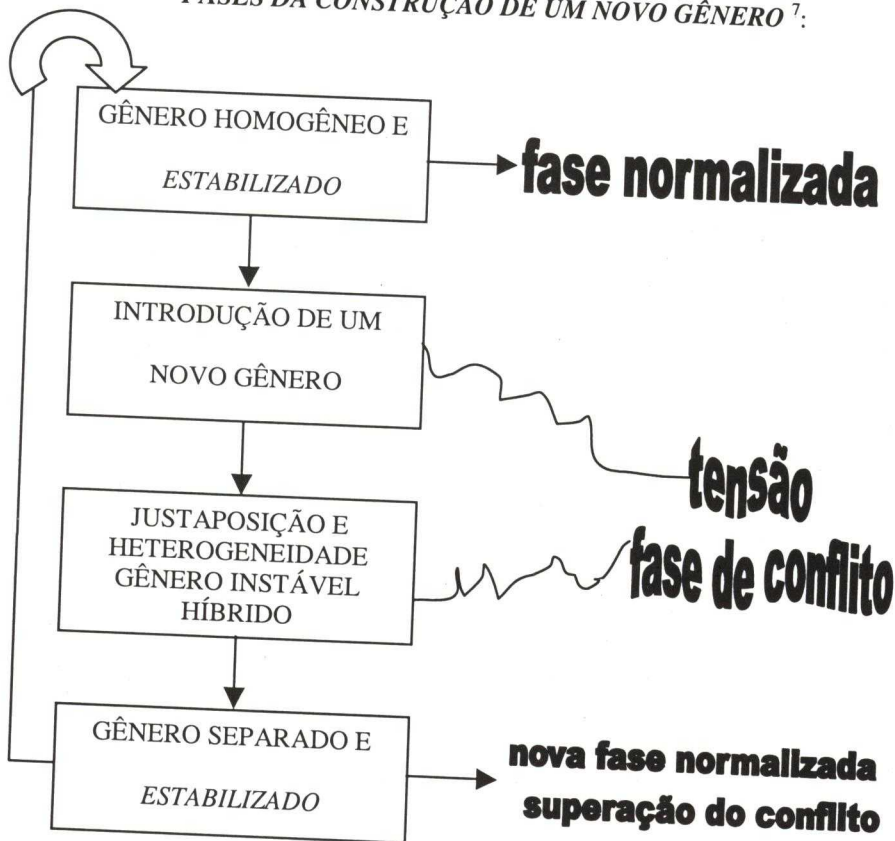 FASES DA CONSTRUÇÃO DE UM NOVO GÊNERO ⁷:
GÊNERO HOMOGÊNEO E
ESTABILIZADO
fase normalizada
INTRODUÇÃO DE UM
NOVO GÊNERO
tensão
JUSTAPOSIÇÃO E
HETEROGENEIDADE
GÊNERO INSTÁVEL
HÍBRIDO
fase de conflito
GÊNERO SEPARADO E
ESTABILIZADO
nova fase normalizada
superação do conflito